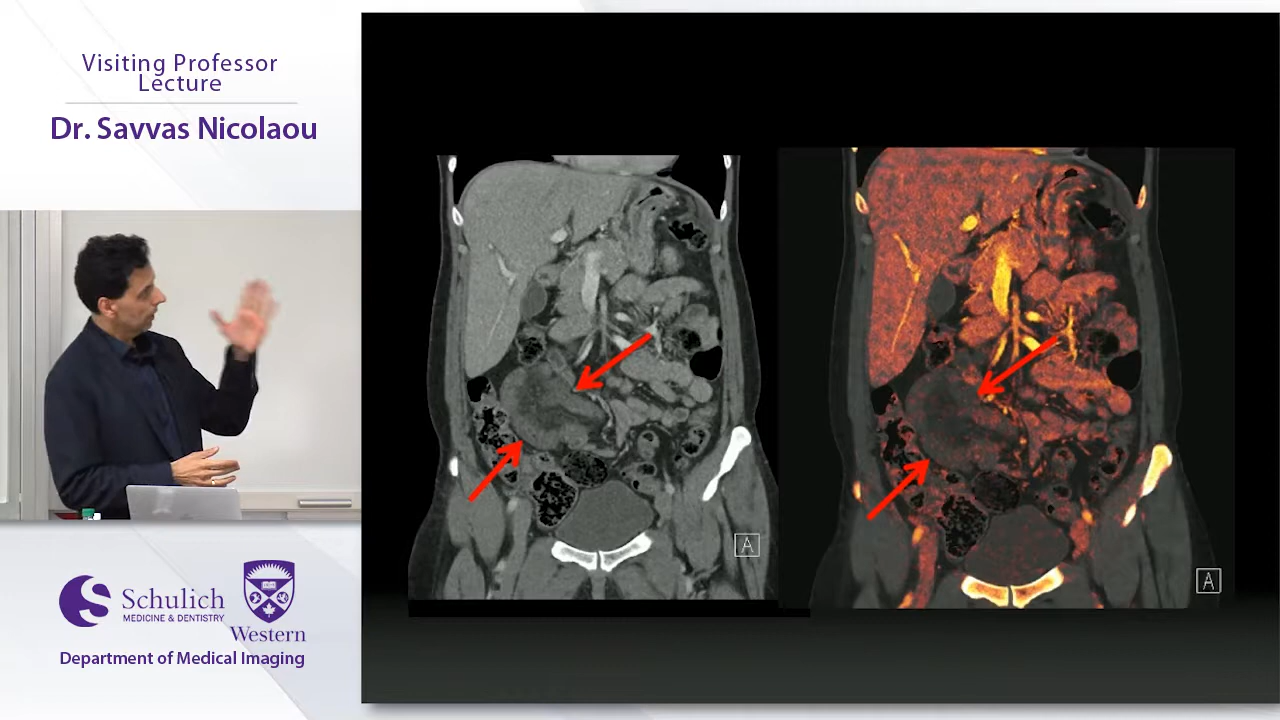 Visiting Professor
Lecture
Dr. Savvas Nicolaou
Schulich
MEDICINE & DENTISTRY
Western
Department of Medical Imaging
A
A